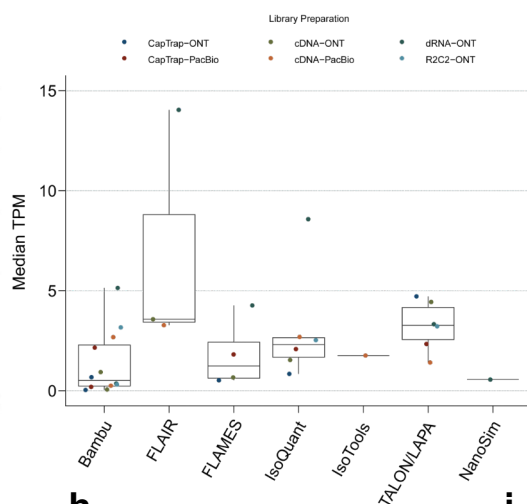 Library Preparation
CapTrap−ONT cDNA−ONT dRNA−ONT
CapTrap−PacBio cDNA−PacBio R2C2−ONT
Median TPM
15
10
5
0
Bambu
FLAIR
FLAMES
IsoQuant
IsoTools
TALON/LAPA
NanoSim